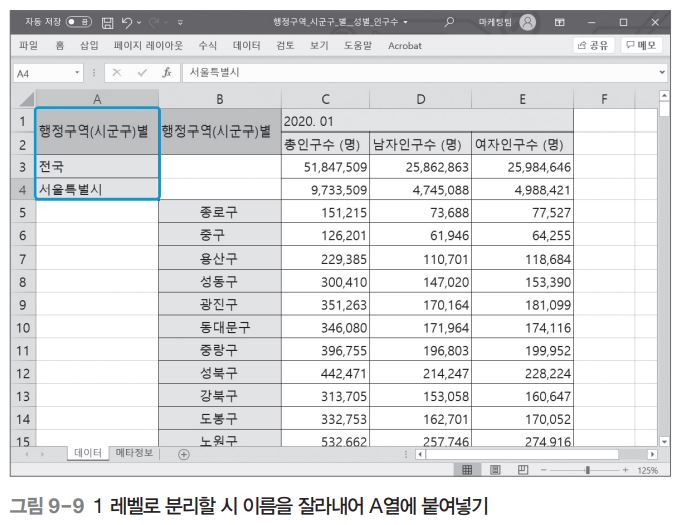 자동 저장 행정구역_시군구_별__성별_인구수 마케팅팀
파일 홈 삽입 페이지 레이아웃 수식 데이터 검토 보기 도움말 Acrobat 공유 메모
A4 fx 서울특별시
A B C D E F
1 행정구역(시군구)별 행정구역(시군구)별 2020. 01
2 총인구수 (명) 남자인구수 (명) 여자인구수 (명)
3 전국 51,847,509 25,862,863 25,984,646
4 서울특별시 9,733,509 4,745,088 4,988,421
5 종로구 151,215 73,688 77,527
6 중구 126,201 61,946 64,255
7 용산구 229,385 110,701 118,684
8 성동구 300,410 147,020 153,390
9 광진구 351,263 170,164 181,099
10 동대문구 346,080 171,964 174,116
11 중랑구 396,755 196,803 199,952
12 성북구 442,471 214,247 228,224
13 강북구 313,705 153,058 160,647
14 도봉구 332,753 162,701 170,052
15 노원구 532,662 257,746 274,916
데이터 메타정보
125%
그림 9-9 1 레벨로 분리할 시 이름을 잘라내어 A열에 붙여넣기